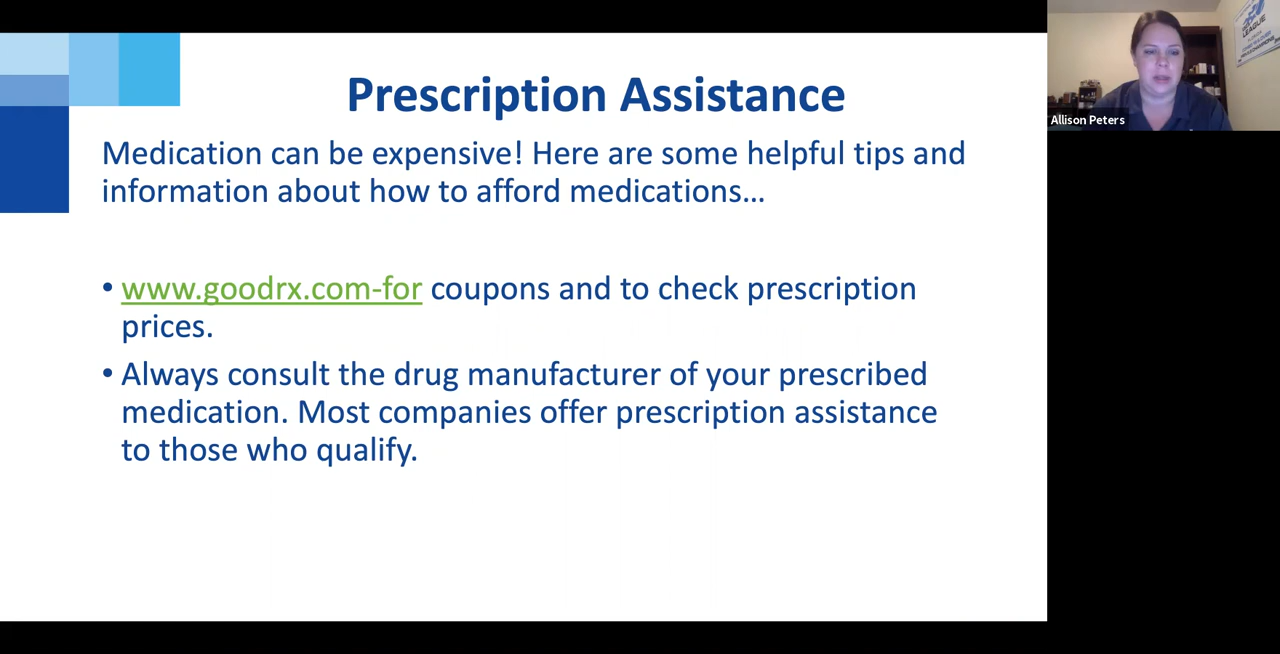 Prescription Assistance
Medication can be expensive! Here are some helpful tips and
information about how to afford medications...
• www.goodrx.com-for coupons and to check prescription
prices.
• Always consult the drug manufacturer of your prescribed
medication. Most companies offer prescription assistance
to those who qualify.
LEAGUE
Allison Peters